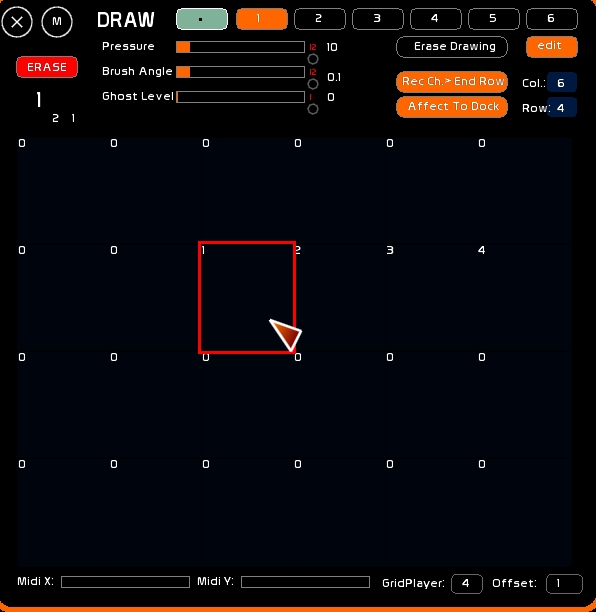 M DRAW 1 2 3 4 5 6
Pressure 12 10 Erase Drawing edit
ERASE Brush Angle 12 0.1 Rec Ch.> End Row Col.: 6
1 Ghost Level 1 0 Affect To Dock Row: 4
2 1
0 0 0 0 0 0
0 0 1 2 3 4
0 0 0 0 0 0
0 0 0 0 0 0
Midi X: Midi Y: GridPlayer: 4 Offset: 1